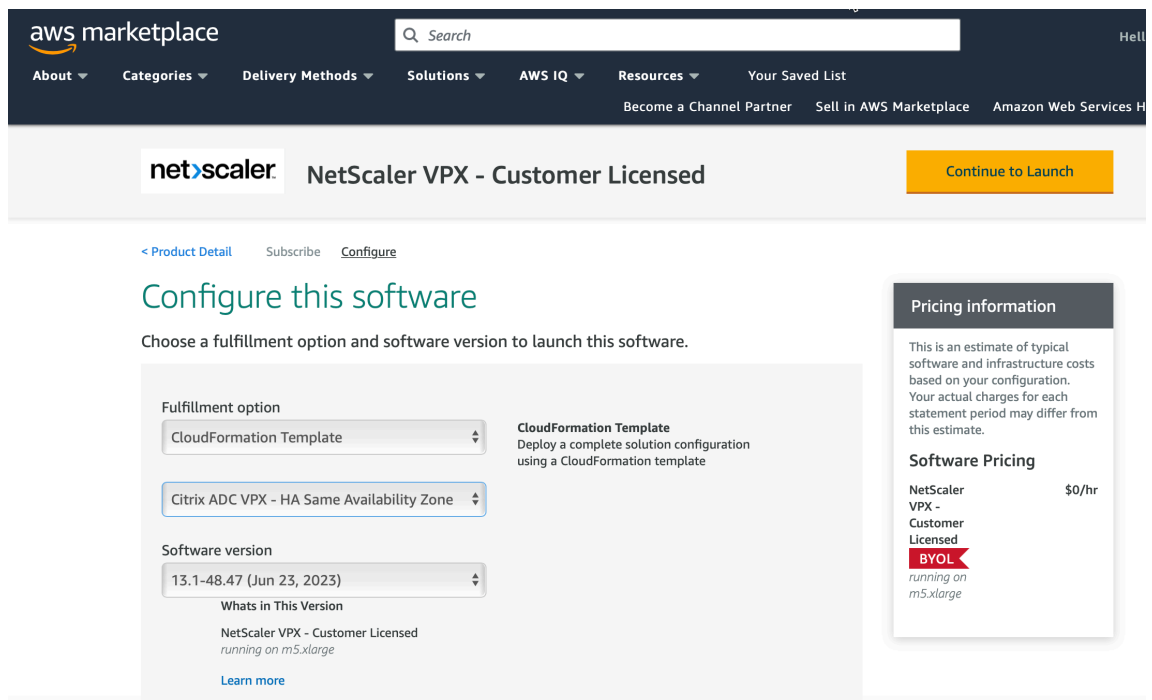 aws marketplace
Search
Hell
About
Categories
Delivery Methods
Solutions
AWS IQ
Resources
Your Saved List
Become a Channel Partner
Sell in AWS Marketplace
Amazon Web Services H
net>scaler.
NetScaler VPX - Customer Licensed
Continue to Launch
< Product Detail
Subscribe
Configure
Configure this software
Choose a fulfillment option and software version to launch this software.
Fulfillment option
CloudFormation Template
CloudFormation Template
Deploy a complete solution configuration
using a CloudFormation template
Citrix ADC VPX - HA Same Availability Zone
Software version
13.1-48.47 (Jun 23, 2023)
Whats in This Version
NetScaler VPX - Customer Licensed
running on m5.xlarge
Learn more
Pricing information
This is an estimate of typical
software and infrastructure costs
based on your configuration.
Your actual charges for each
statement period may differ from
this estimate.
Software Pricing
NetScaler $0/hr
VPX -
Customer
Licensed
BYOL
running on
m5.xlarge